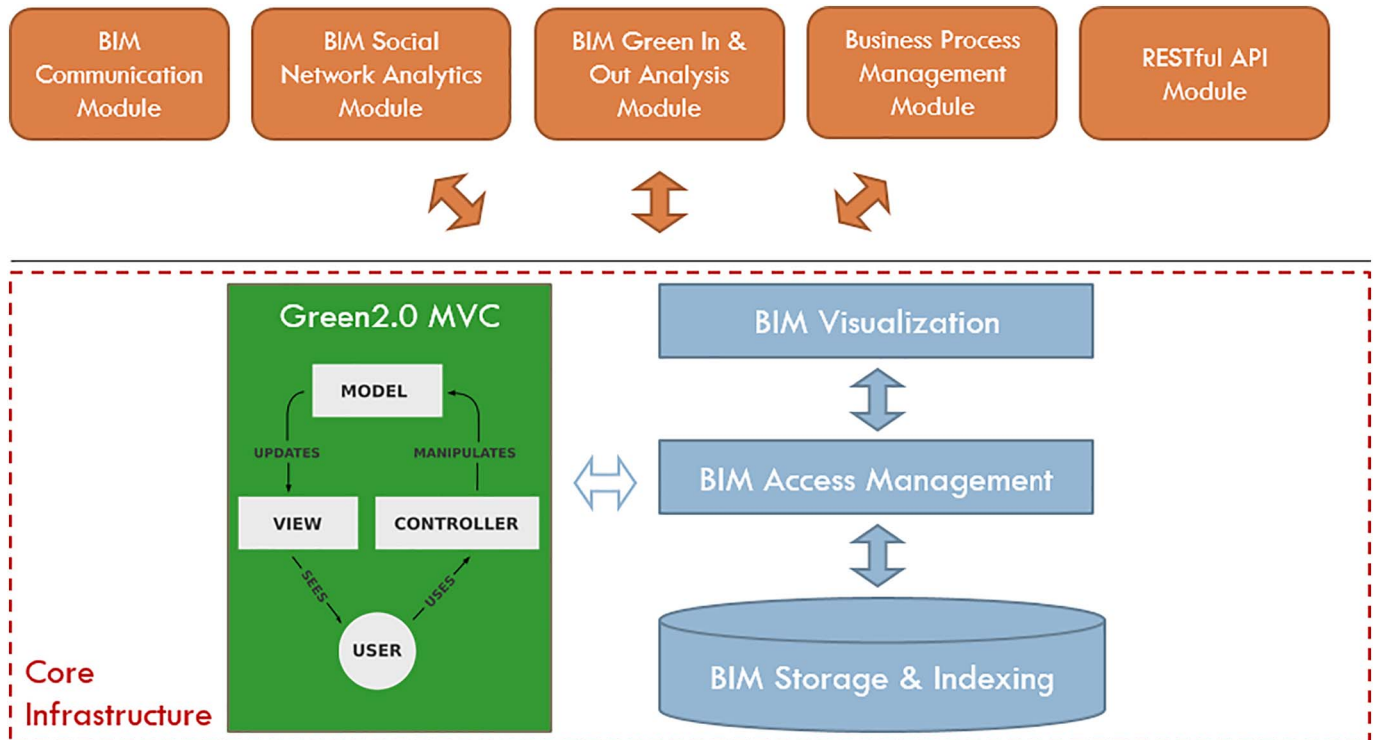 BIM
Communication
Module
BIM Social
Network Analytics
Module
BIM Green In &
Out Analysis
Module
Business Process
Management
Module
RESTful API
Module
Green2.0 MVC
MODEL
UPDATES
MANIPULATES
VIEW
CONTROLLER
SEES
USES
USER
BIM Visualization
BIM Access Management
BIM Storage & Indexing
Core
Infrastructure